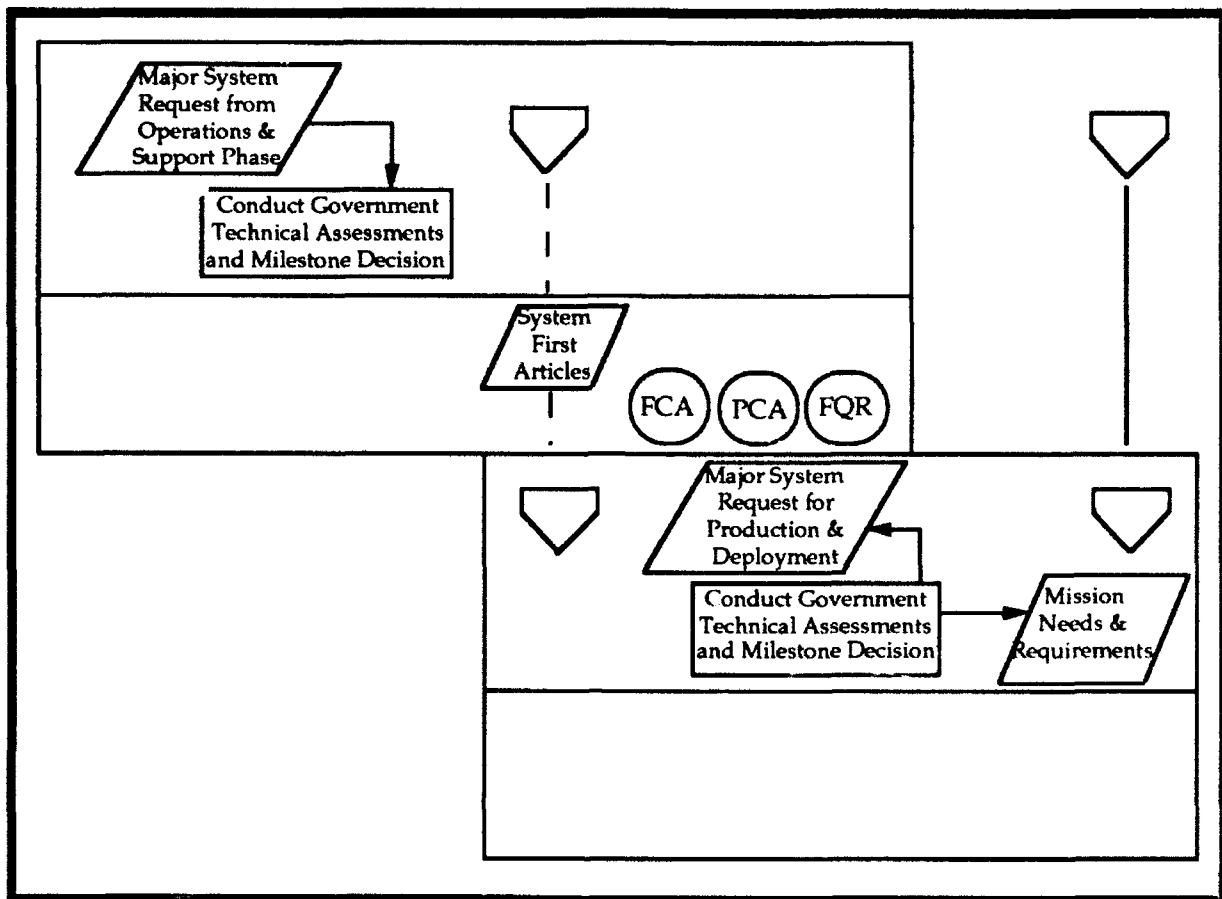 Major System
Request from
Operations &
Support Phase
Conduct Government
Technical Assessments
and Milestone Decision
System
First
Articles
FCA
PCA
FQR
Major System
Request for
Production &
Deployment
Conduct Government
Technical Assessments
and Milestone Decision
Mission
Needs &
Requirements